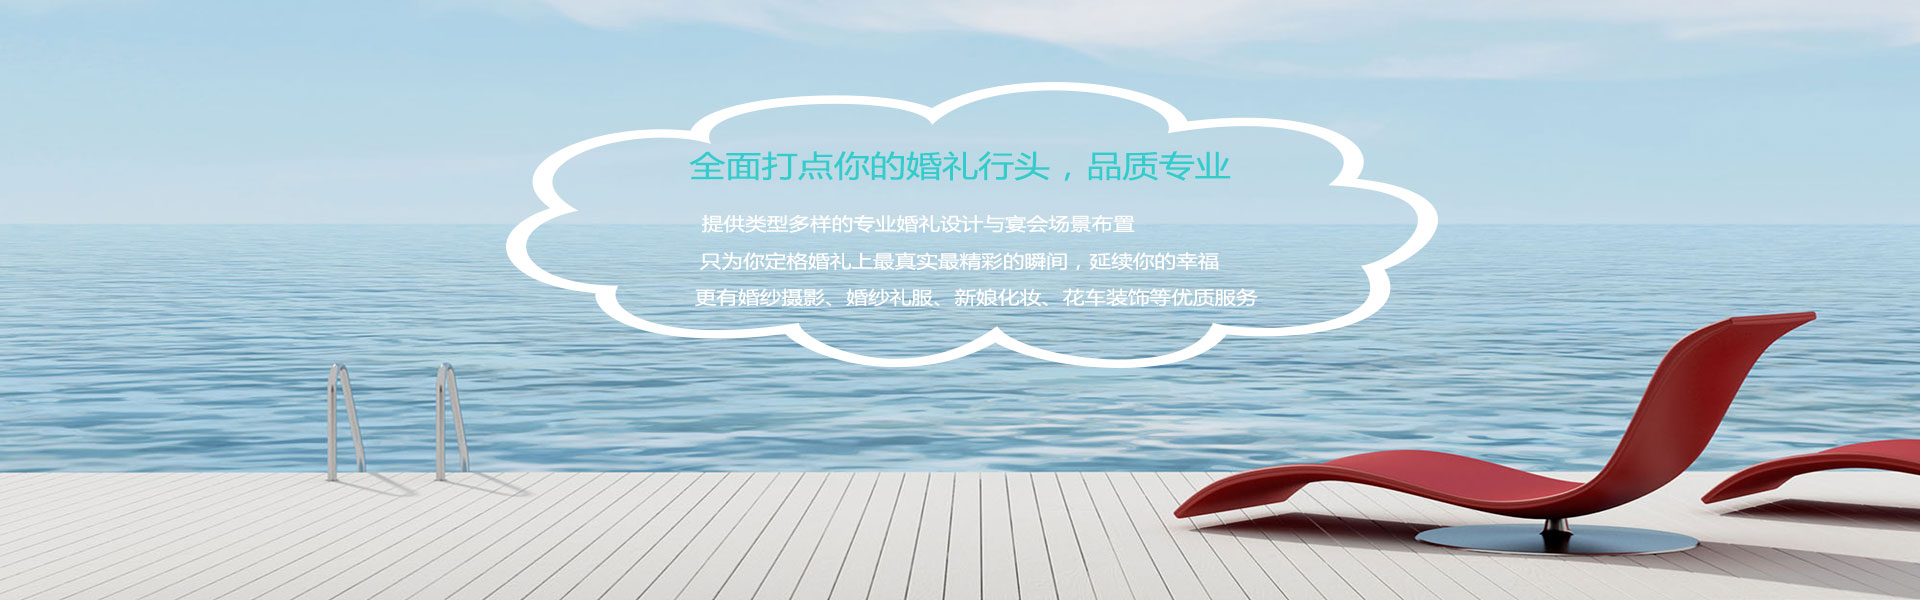 全面打点你的婚礼行头，品质专业
提供类型多样的专业婚礼设计与宴会场景布置
只为你定格婚礼上最真实最精彩的瞬间，延续你的幸福
更有婚纱摄影、婚纱礼服、新娘化妆、花车装饰等优质服务